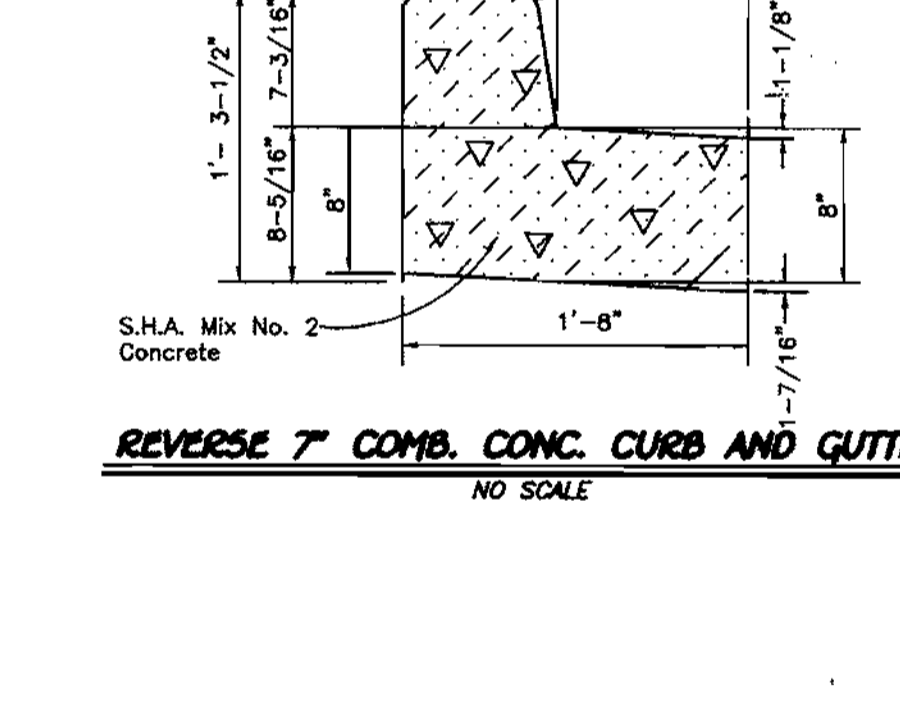 1'- 3-1/2"
7-3/16"
1-1/8"
8-5/16"
8"
8"
S.H.A. Mix No. 2
Concrete
1'-8"
1-7/16"
REVERSE 7" COMB. CONC. CURB AND
NO SCALE